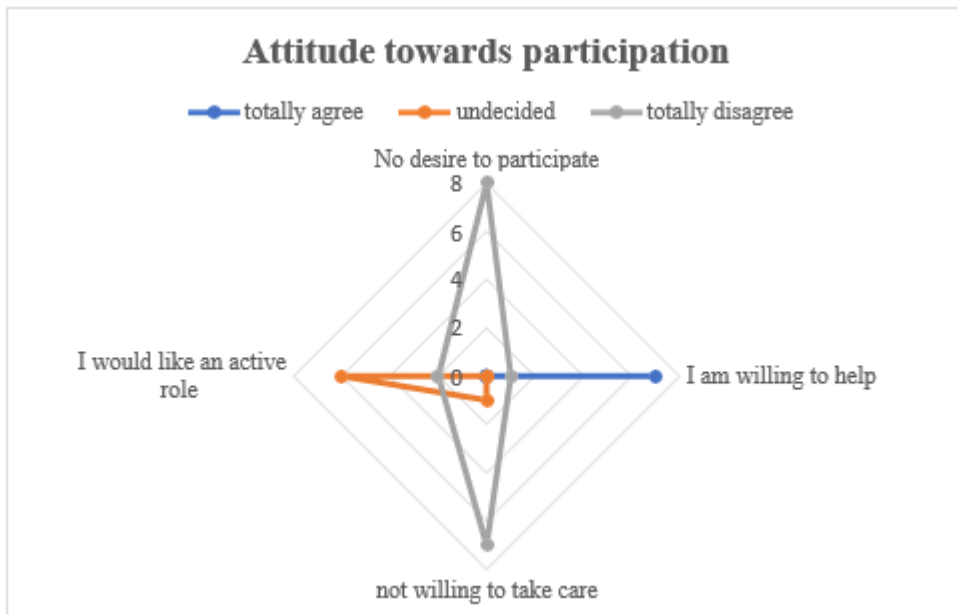 Attitude towards participation
totally agree
undecided
totally disagree
No desire to participate
8
6
4
2
0
I would like an active
role
I am willing to help
not willing to take care